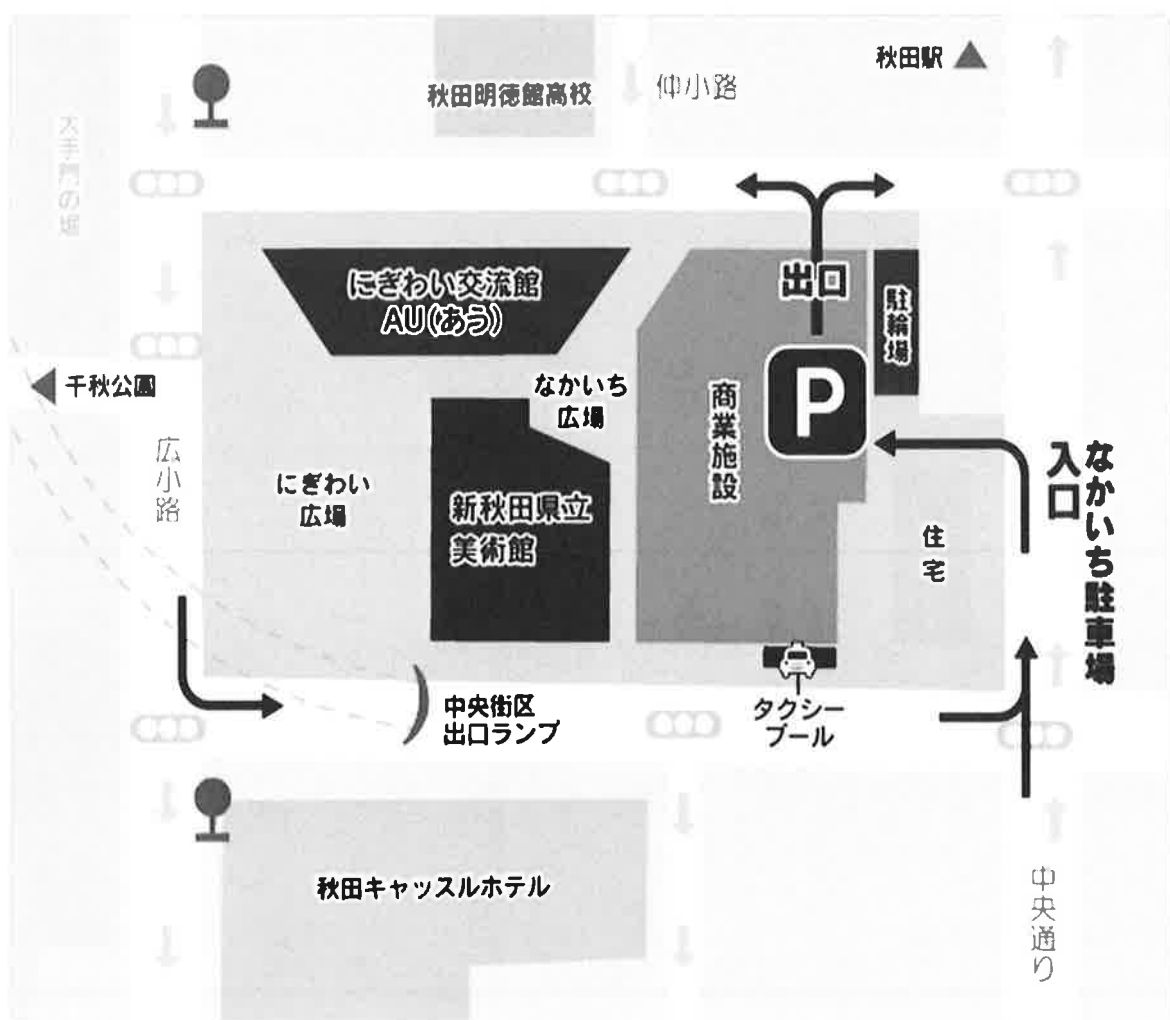 秋田駅
秋田明徳館高校
仲小路
大手門の堀
出口
にぎわい交流館
AU(あう)
駐輪場
千秋公園
なかいち
広場
商業施設
P
広小路
にぎわい
広場
新秋田県立
美術館
住宅
なかいち駐車場
入口
中央街区
出口ランプ
タクシー
プール
秋田キャッスルホテル
中央通り